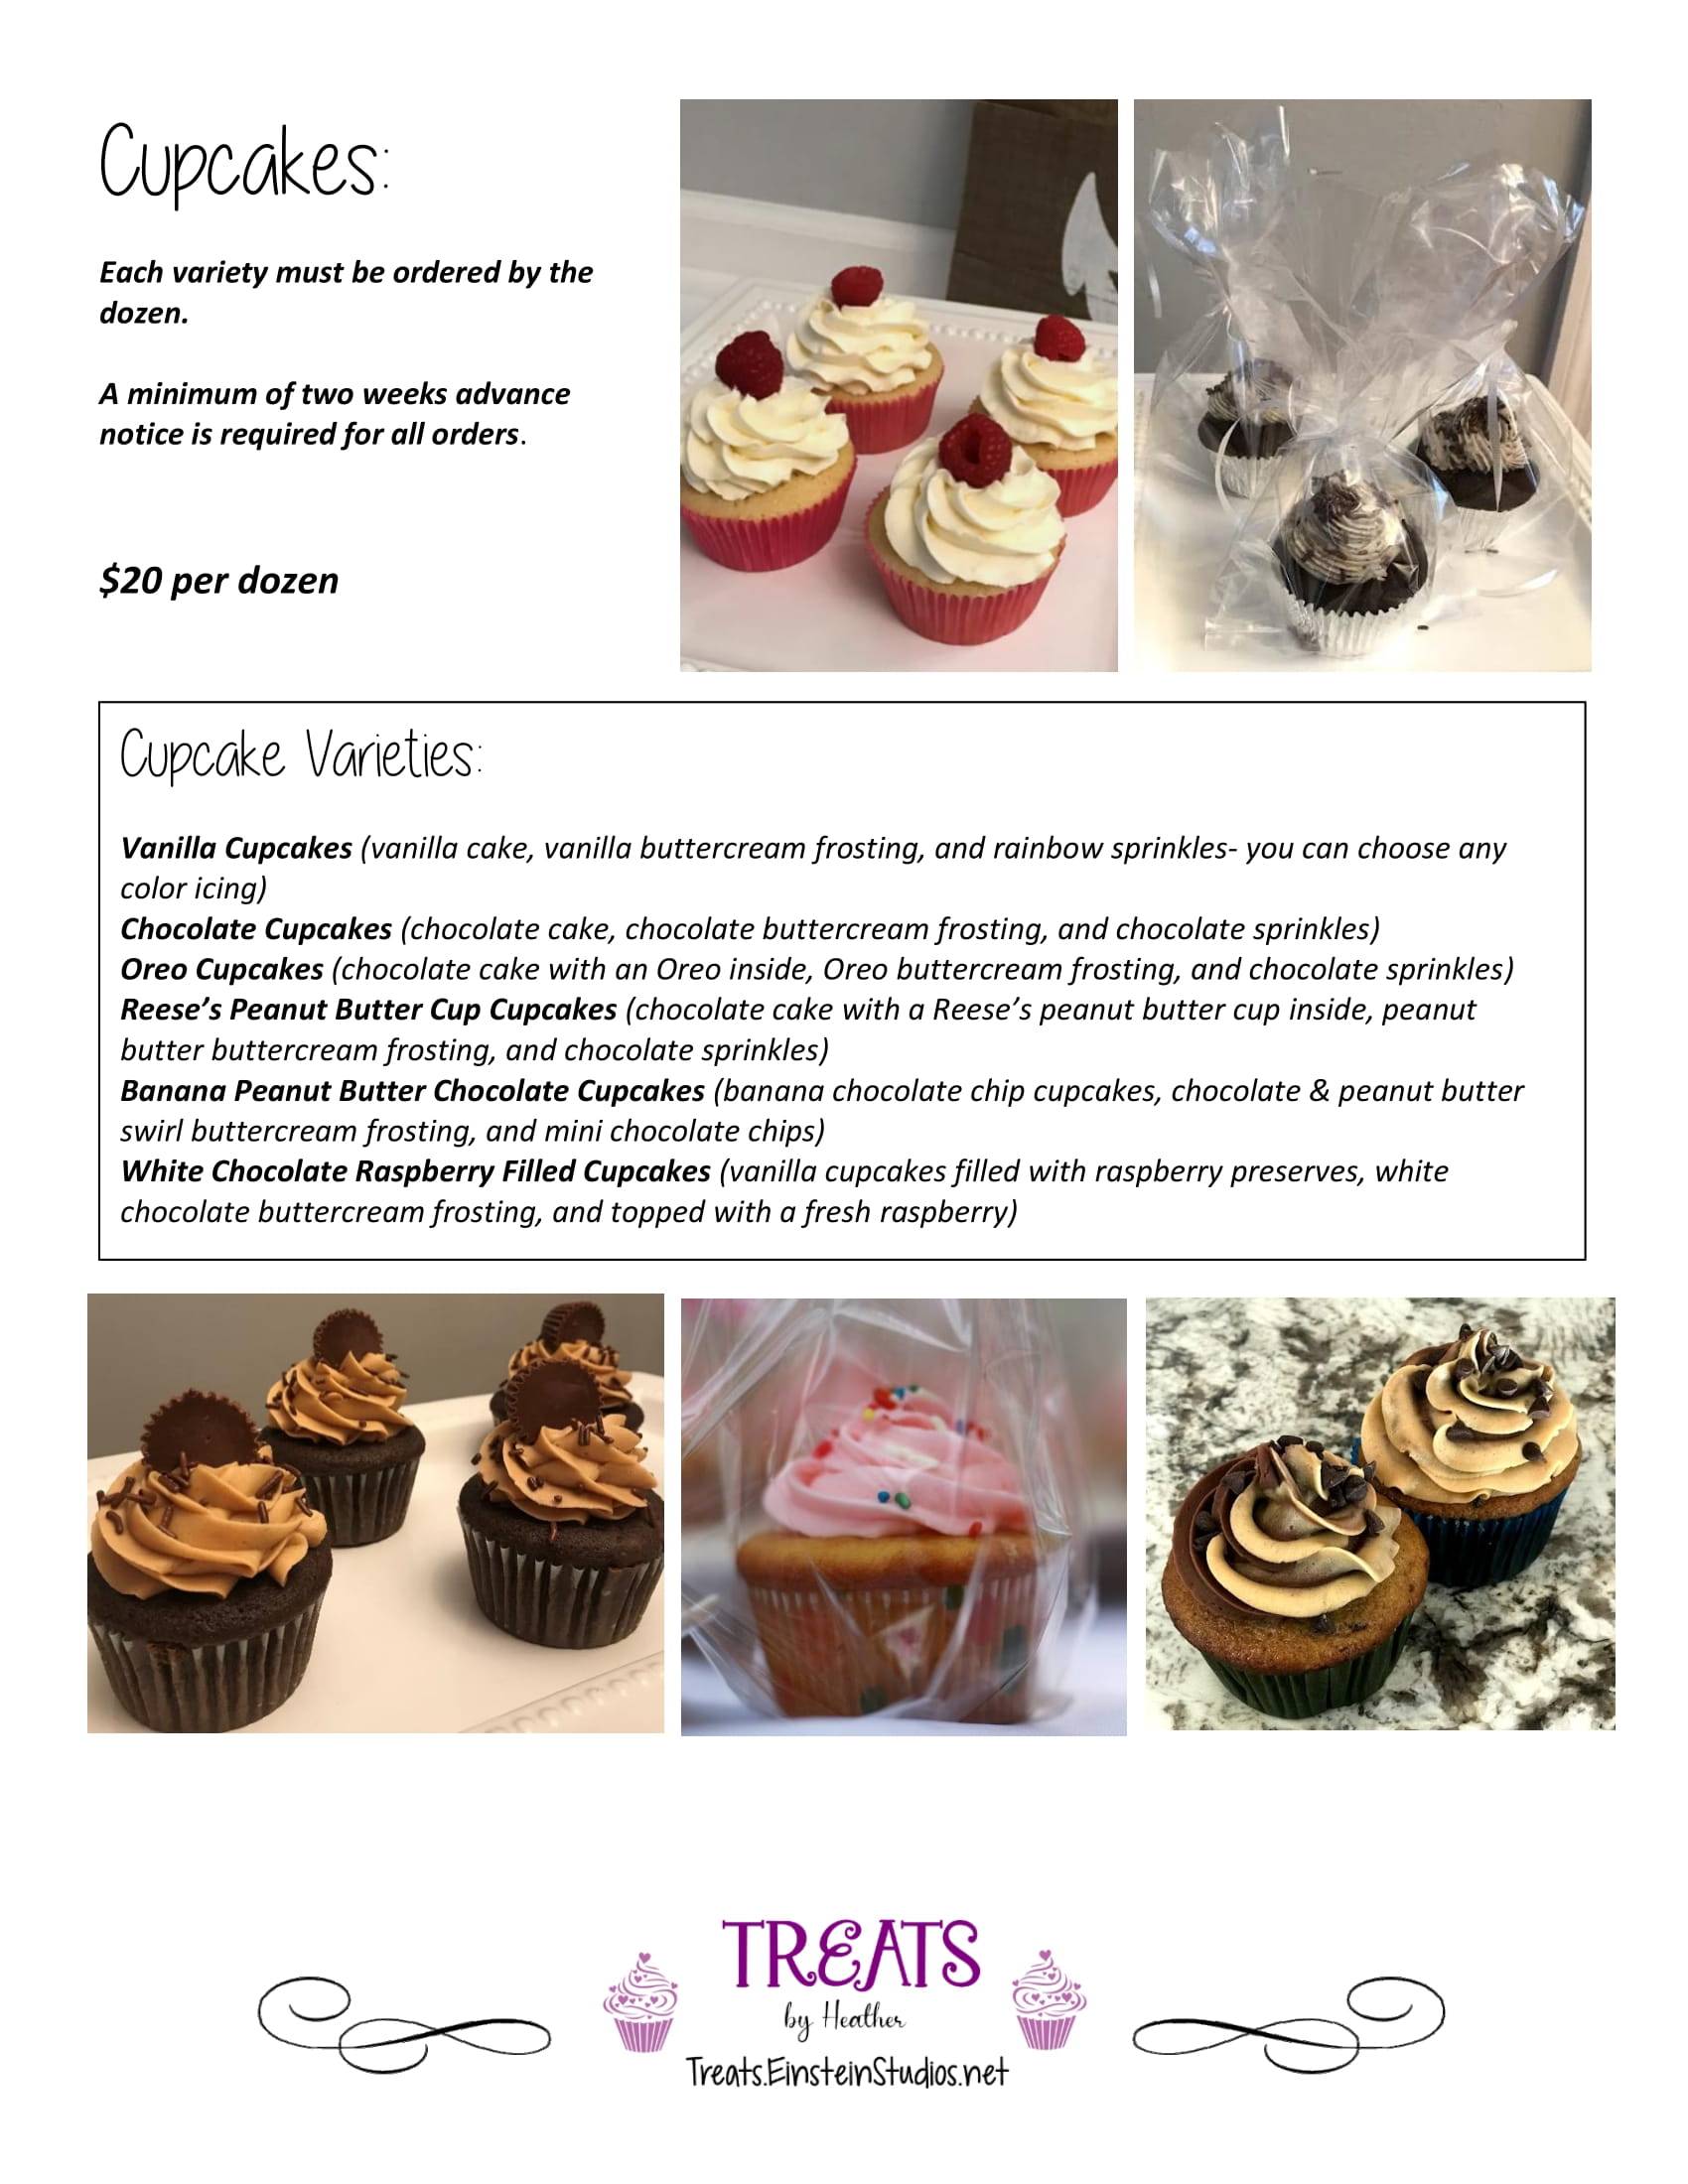 Cupcakes:
Each variety must be ordered by the
dozen.
A minimum of two weeks advance
notice is required for all orders.
$20 per dozen
Cupcake Varieties:
Vanilla Cupcakes (vanilla cake, vanilla buttercream frosting, and rainbow sprinkles- you can choose any
color icing)
Chocolate Cupcakes (chocolate cake, chocolate buttercream frosting, and chocolate sprinkles)
Oreo Cupcakes (chocolate cake with an Oreo inside, Oreo buttercream frosting, and chocolate sprinkles)
Reese’s Peanut Butter Cup Cupcakes (chocolate cake with a Reese’s peanut butter cup inside, peanut
butter buttercream frosting, and chocolate sprinkles)
Banana Peanut Butter Chocolate Cupcakes (banana chocolate chip cupcakes, chocolate & peanut butter
swirl buttercream frosting, and mini chocolate chips)
White Chocolate Raspberry Filled Cupcakes (vanilla cupcakes filled with raspberry preserves, white
chocolate buttercream frosting, and topped with a fresh raspberry)
TREATS
by Heather
Treats.EinsteinStudios.net